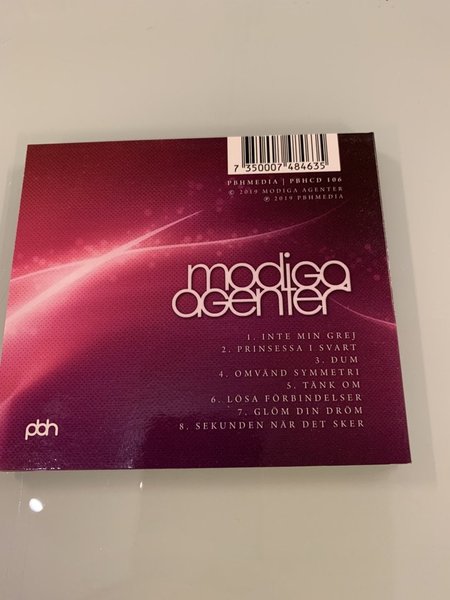 7 350007 484635
PBHMEDIA | PBHCD 106
© 2019 MODIGA AGENTER
℗ 2019 PBHMEDIA
modiga
agenter
1. INTE MIN GREJ
2. PRINSESSA I SVART
3. DUM
4. OMVÄND SYMMETRI
5. TÄNK OM
6. LÖSA FÖRBINDELSER
7. GLÖM DIN DRÖM
8. SEKUNDEN NÄR DET SKER
pbh